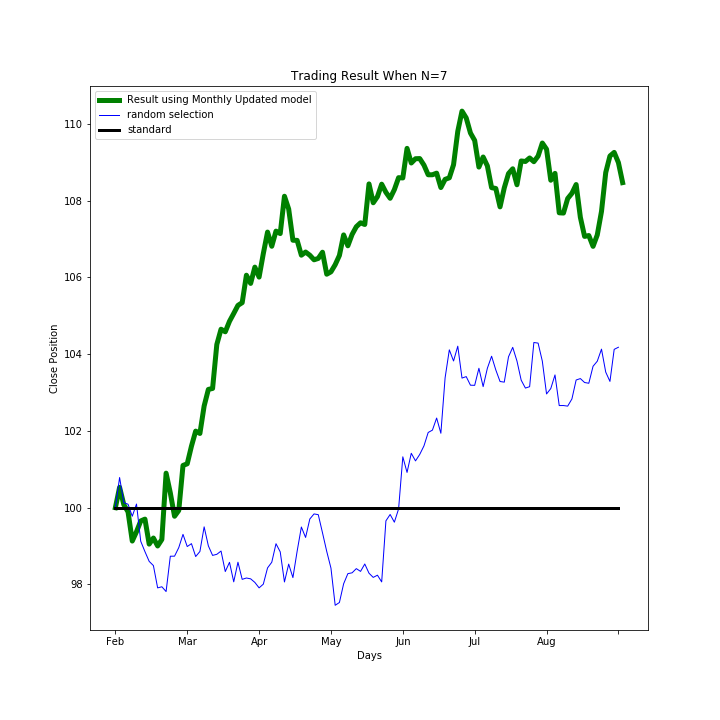 Trading Result When N=7
Result using Monthly Updated model
random selection
standard
Close Position
110
108
106
104
102
100
98
Feb Mar Apr May Jun Jul Aug
Days